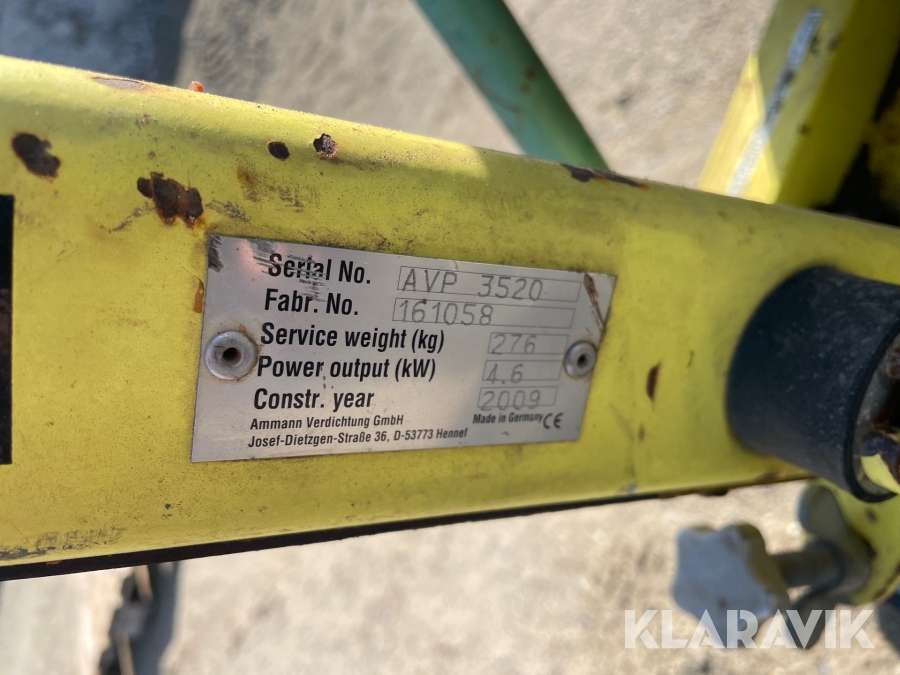 Serial No. AVP 3520
Fabr. No. 161058
Service weight (kg) 276
Power output (kW) 4.6
Constr. year 2009
Ammann Verdichtung GmbH Made in Germany CE
Josef-Dietzgen-Straße 36, D-53773 Hennef
KLARAVIK